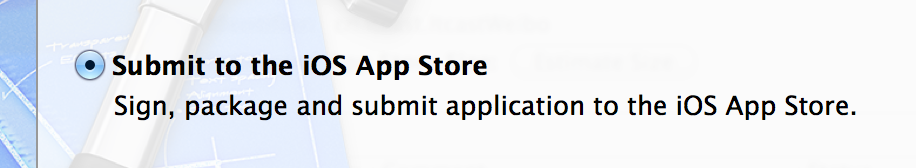 Submit to the iOS App Store
Sign, package and submit application to the iOS App Store.